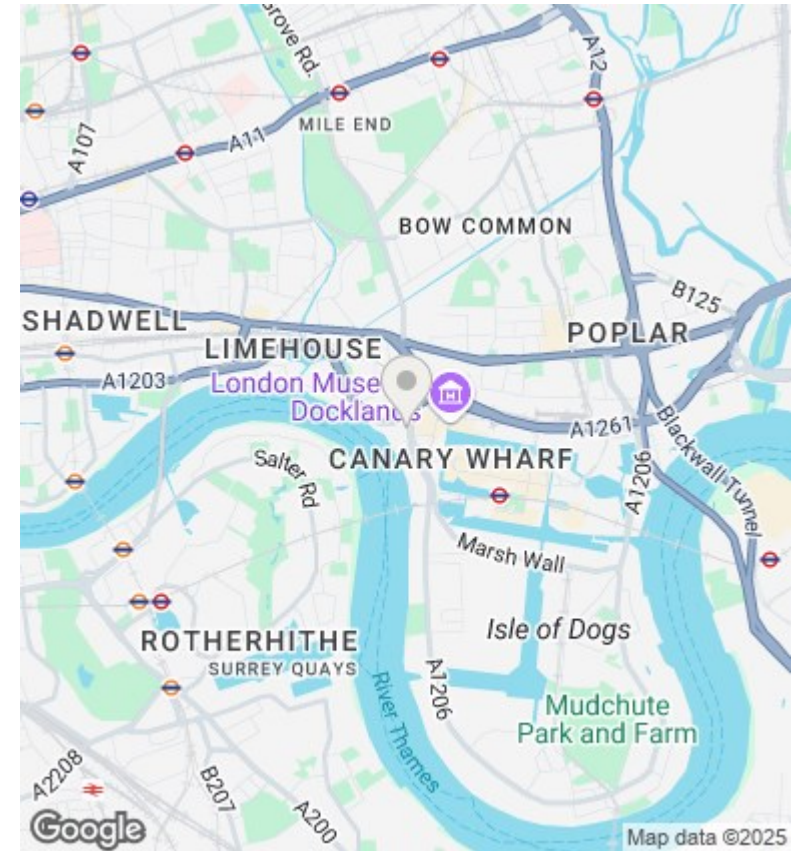 Grove Rd.
A12
MILE END
A11
A107
BOW COMMON
B125
SHADWELL
POPLAR
LIMEHOUSE
A1203
London Muse
Docklands
A1261
CANARY WHARF
Blackwall Tunnel
A1206
Salter Rd
Marsh Wall
Isle of Dogs
ROTHERHITHE
SURREY QUAYS
A1206
River Thames
Mudchute
Park and Farm
A2208
B207
A200
Google
Map data ©2025